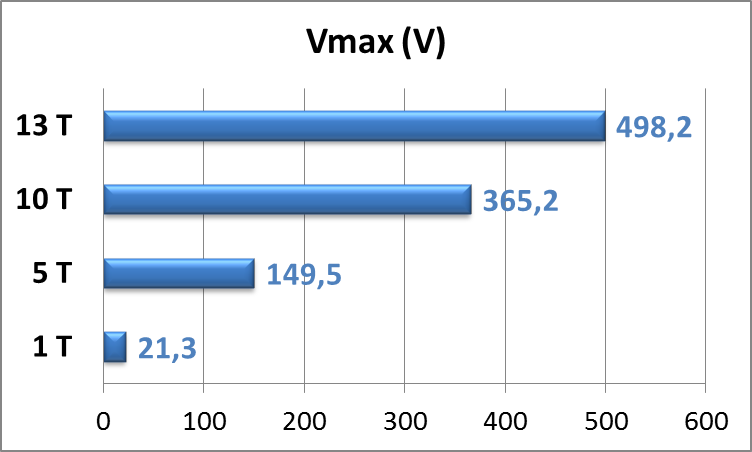 Vmax (V)
13 T 498,2
10 T 365,2
5 T 149,5
1 T 21,3
0 100 200 300 400 500 600